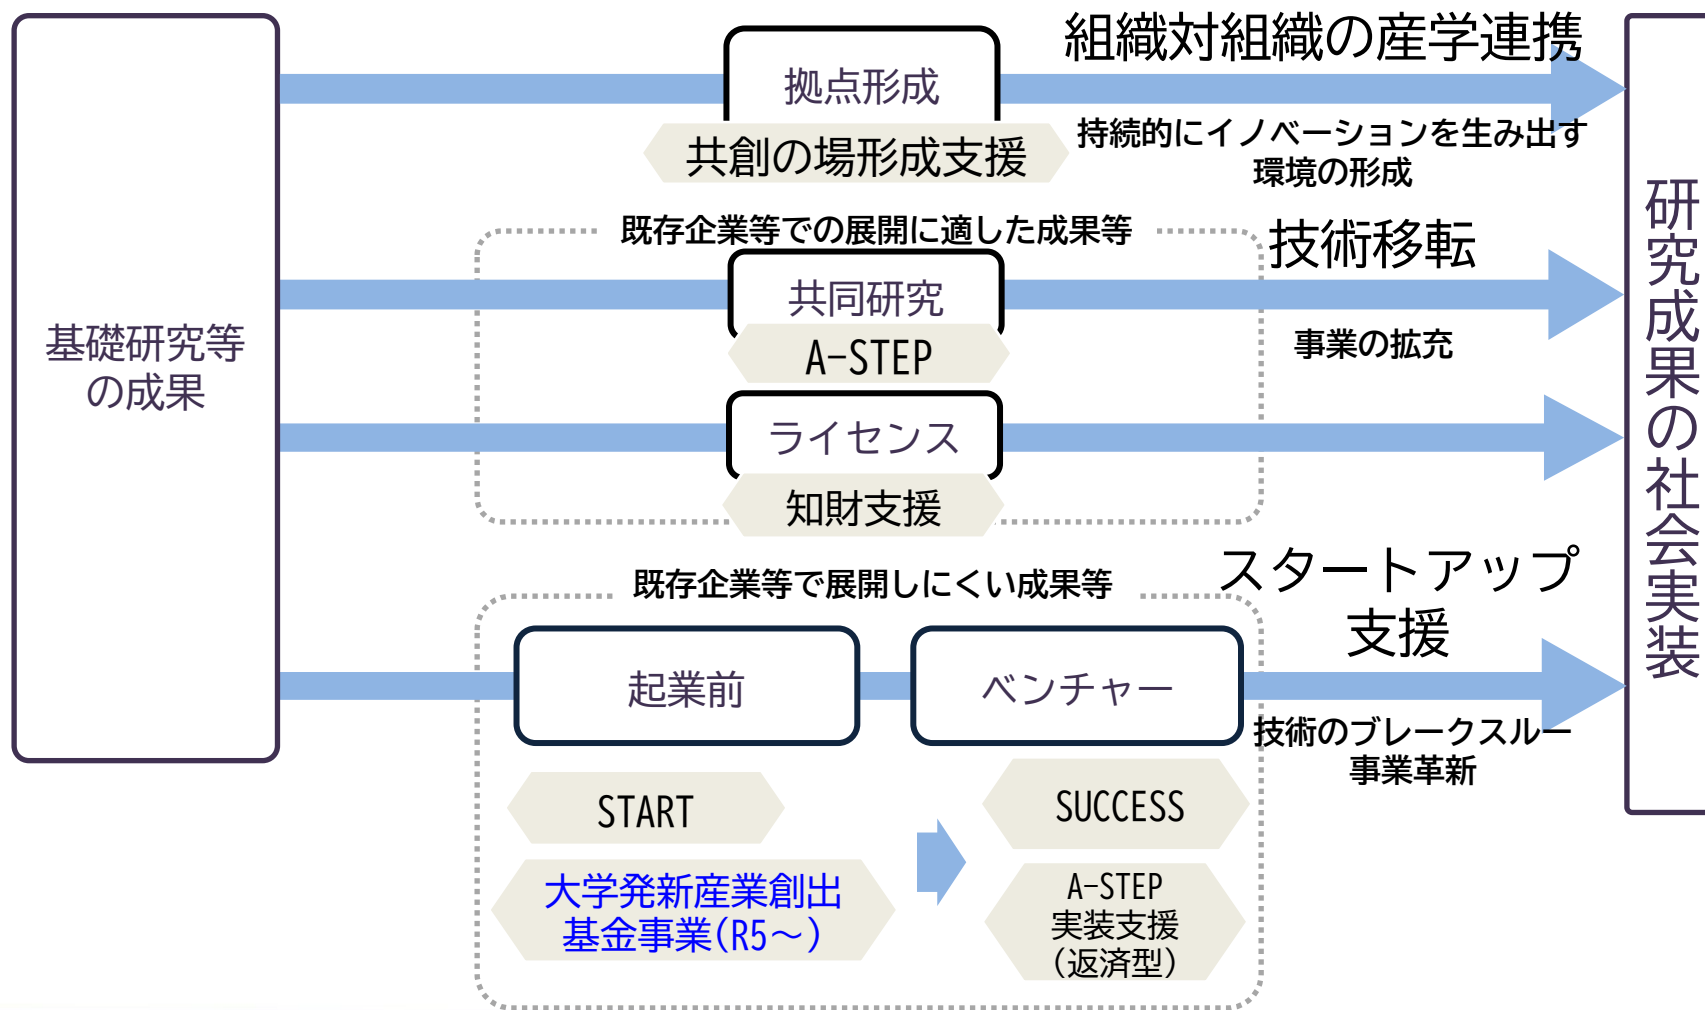 基礎研究等
の成果
拠点形成
共創の場形成支援
組織対組織の産学連携
持続的にイノベーションを生み出す
環境の形成
既存企業等での展開に適した成果等
共同研究
A-STEP
技術移転
事業の拡充
ライセンス
知財支援
既存企業等で展開しにくい成果等
起業前
ベンチャー
スタートアップ
支援
技術のブレークスルー
事業革新
START
大学発新産業創出
基金事業(R5～)
SUCCESS
A-STEP
実装支援
(返済型)
研究成果の社会実装